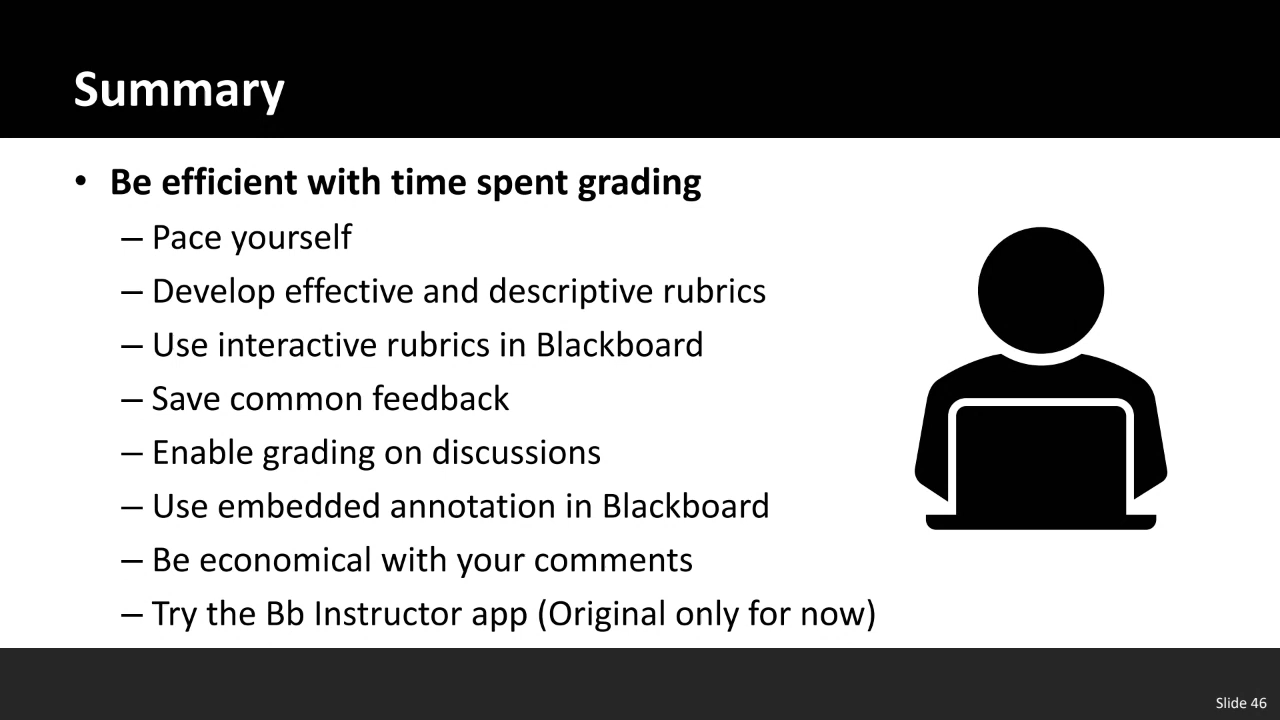 Summary
• Be efficient with time spent grading
– Pace yourself
– Develop effective and descriptive rubrics
– Use interactive rubrics in Blackboard
– Save common feedback
– Enable grading on discussions
– Use embedded annotation in Blackboard
– Be economical with your comments
– Try the Bb Instructor app (Original only for now)
Slide 46